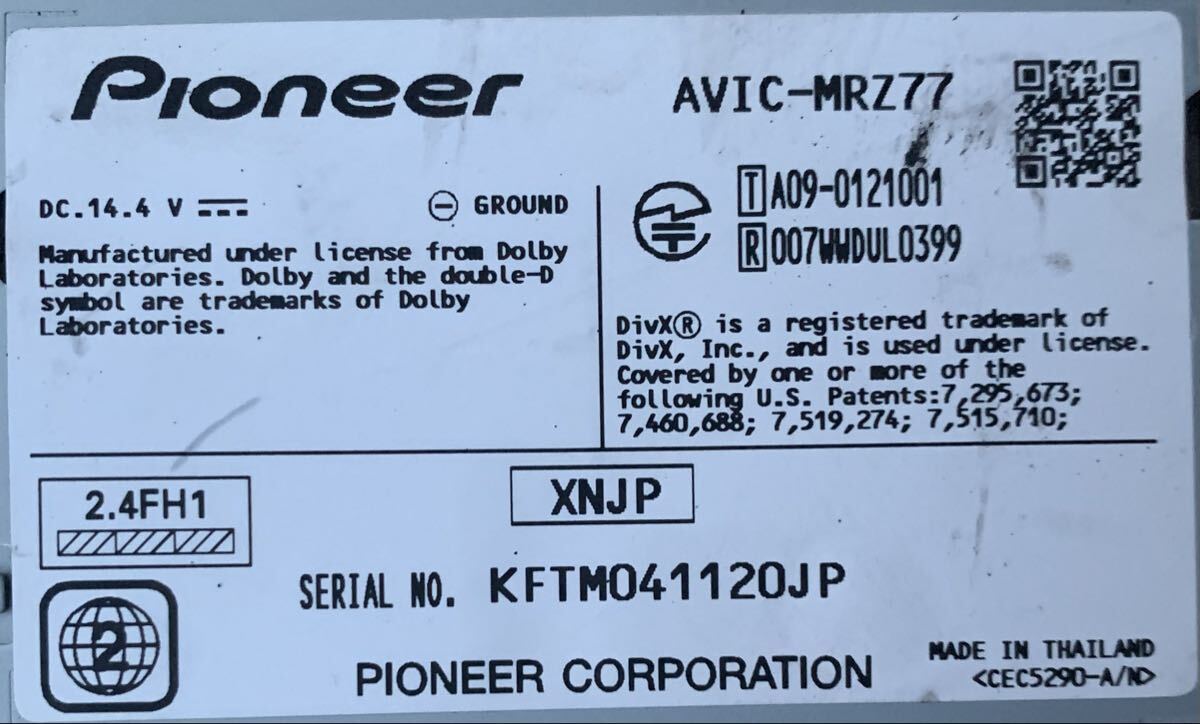 Pioneer
AVIC-MRZ77
DC.14.4 V
⊖ GROUND
Manufactured under license from Dolby
Laboratories. Dolby and the double-D
symbol are trademarks of Dolby
Laboratories.
T A09-0121001
R 007WWDUL0399
DivX® is a registered trademark of
DivX, Inc., and is used under license.
Covered by one or more of the
following U.S. Patents:7,295,673;
7,460,688; 7,519,274; 7,515,710;
2.4FH1
XNJP
SERIAL NO. KFTM041120JP
2
PIONEER CORPORATION
MADE IN THAILAND
<CEC5290-A/N>